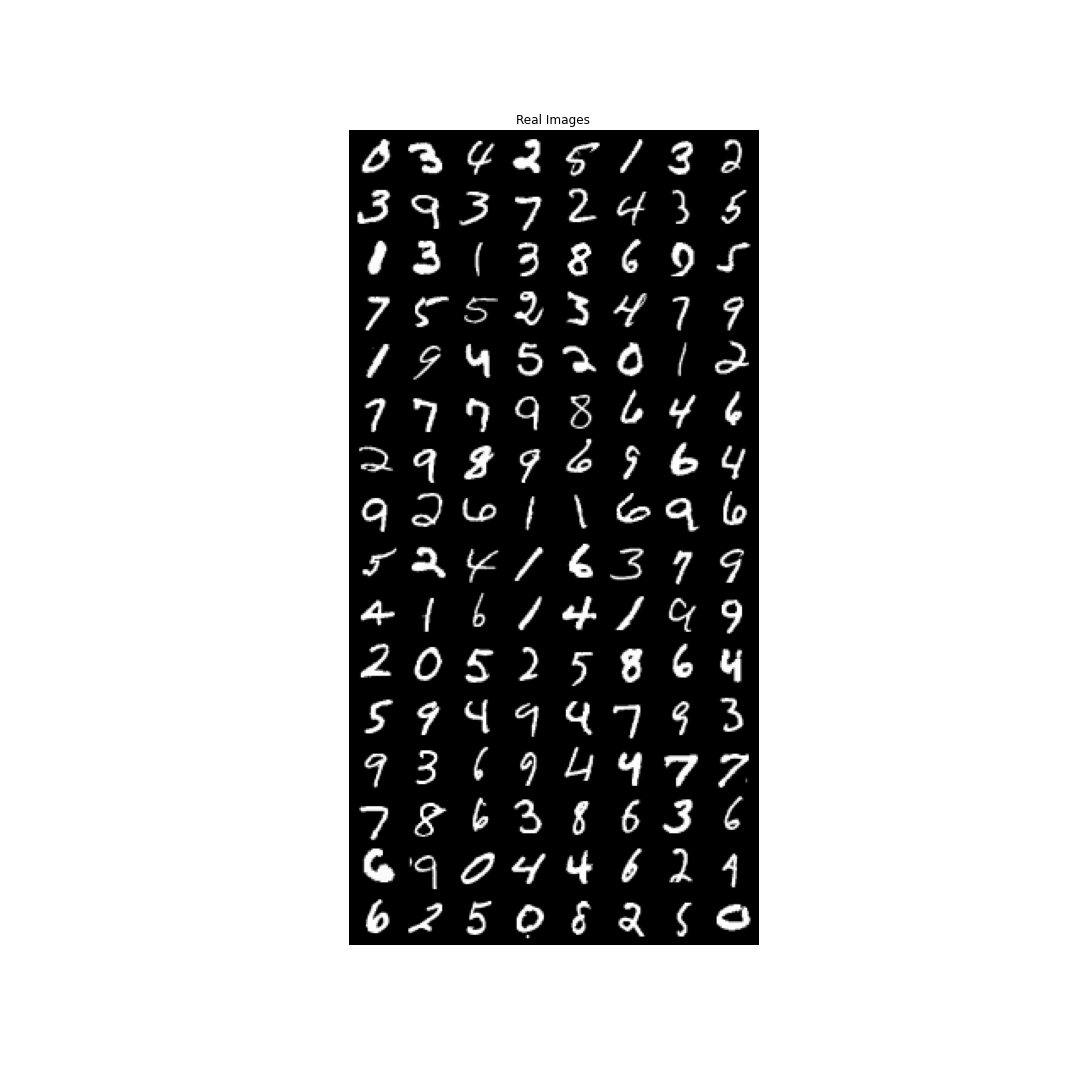 Real Images
0 3 4 2 5 1 3 2
3 9 3 7 2 4 3 5
1 3 1 3 8 6 0 5
7 5 5 2 3 4 7 9
1 9 4 5 2 0 1 2
7 7 7 9 8 6 4 6
2 9 8 9 6 9 6 4
9 2 6 1 1 6 9 6
5 2 4 1 6 3 7 9
4 1 6 1 4 1 9 9
2 0 5 2 5 8 6 4
5 9 4 9 4 7 9 3
9 3 6 9 4 4 7 7
7 8 6 3 8 6 3 6
6 9 0 4 4 6 2 4
6 2 5 0 8 2 5 0